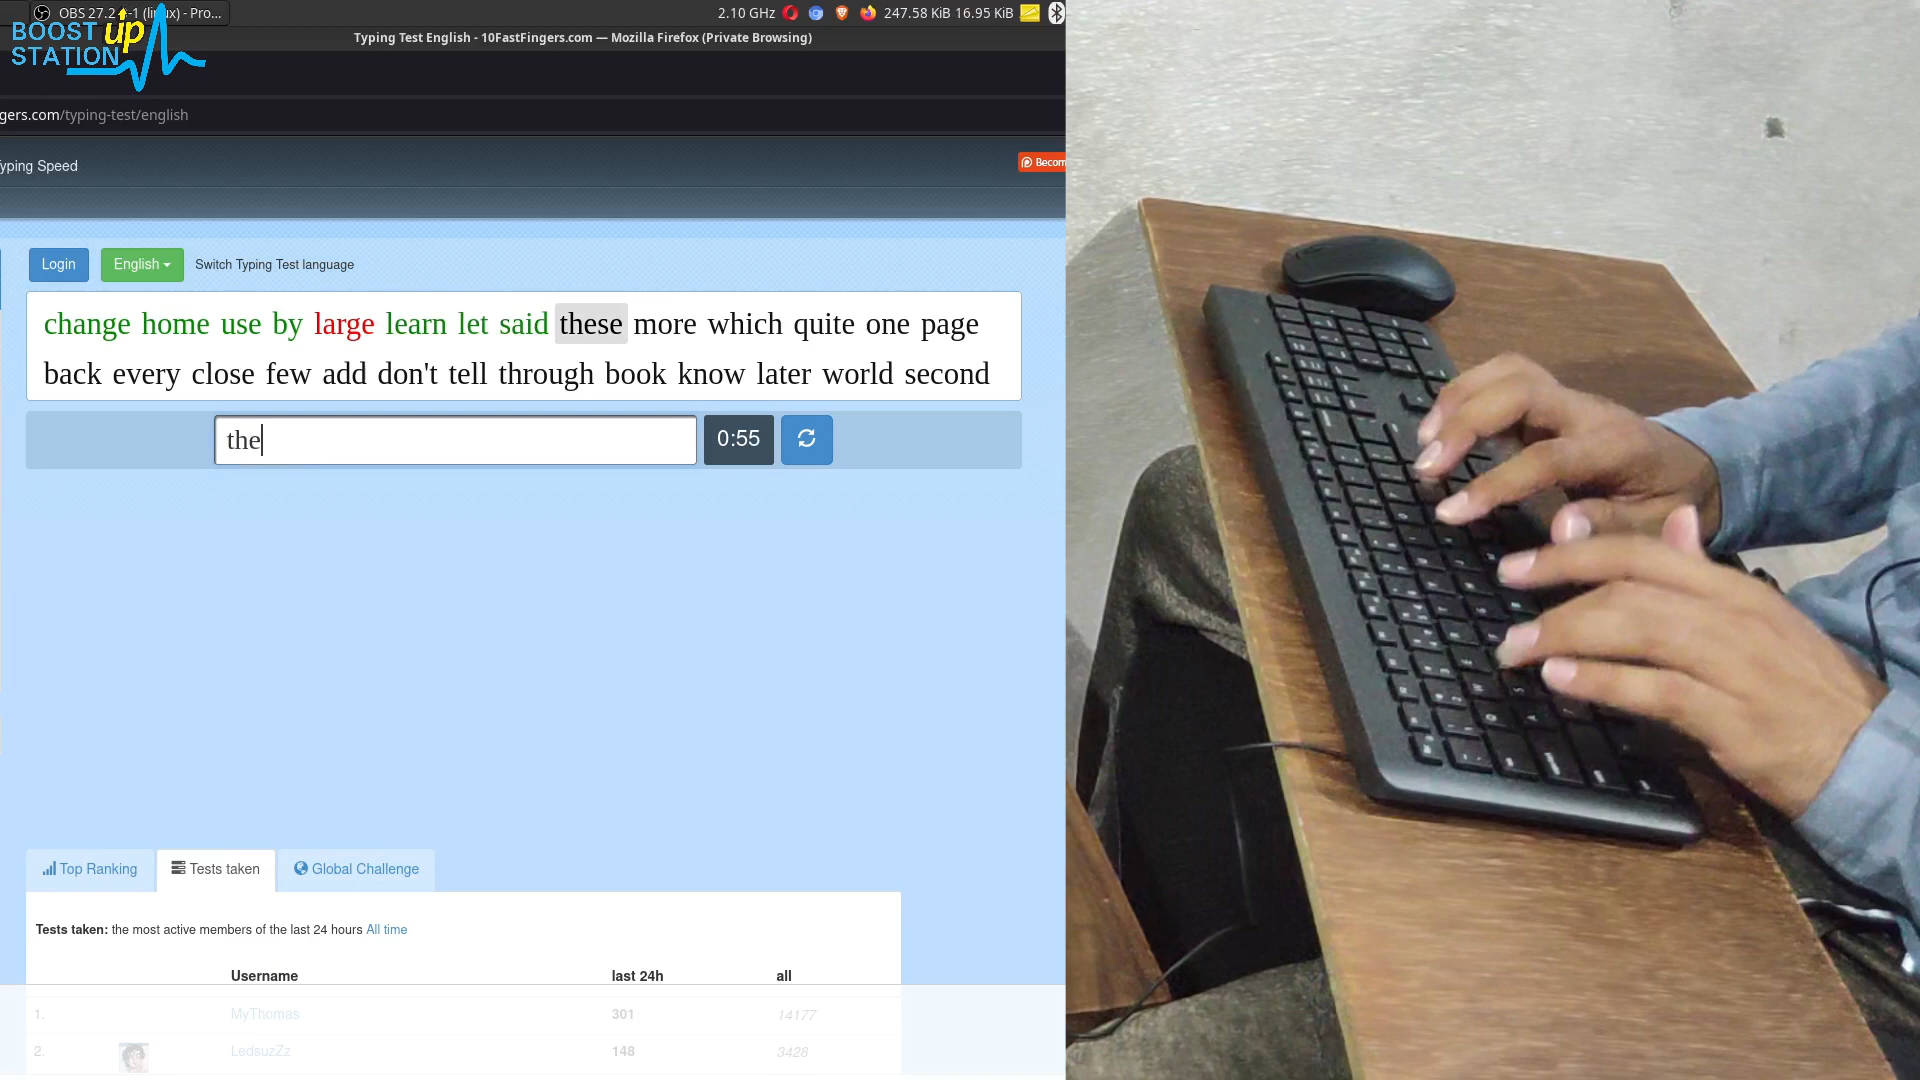 OBS 27.2 -1 (linux) - Pro...
2.10 GHz 247.58 KiB 16.95 KiB
BOOST up
STATION
Typing Test English - 10FastFingers.com — Mozilla Firefox (Private Browsing)
gers.com/typing-test/english
yping Speed
Becom
Login English Switch Typing Test language
change home use by large learn let said these more which quite one page
back every close few add don't tell through book know later world second
the 0:55
Top Ranking Tests taken Global Challenge
Tests taken: the most active members of the last 24 hours All time
Username last 24h all
1. MyThomas 301 14177
2. LedsuzZz 148 3428